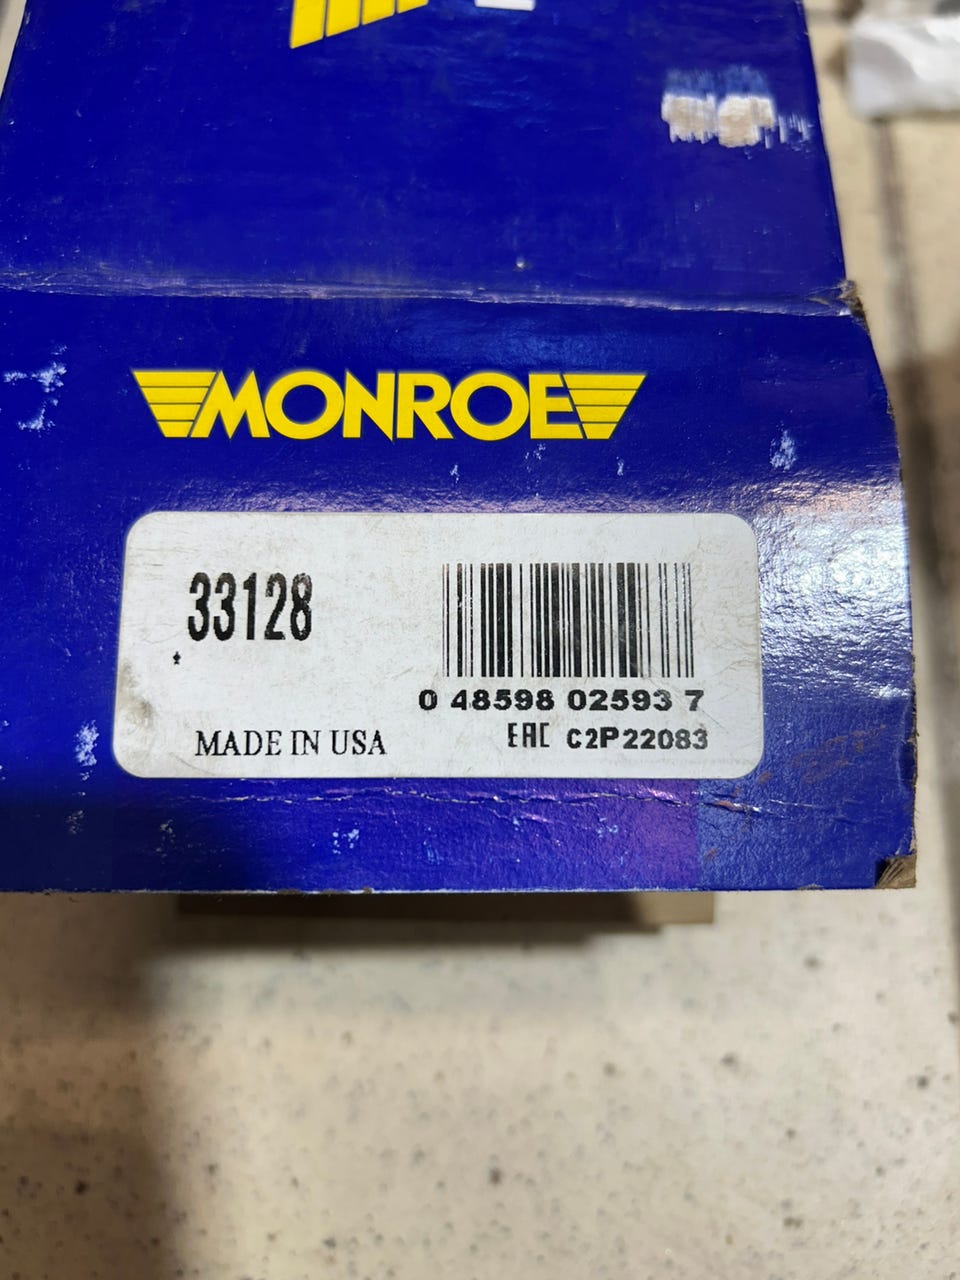 MONROE
33128
0 48598 02593 7
MADE IN USA
EAC C2P22083